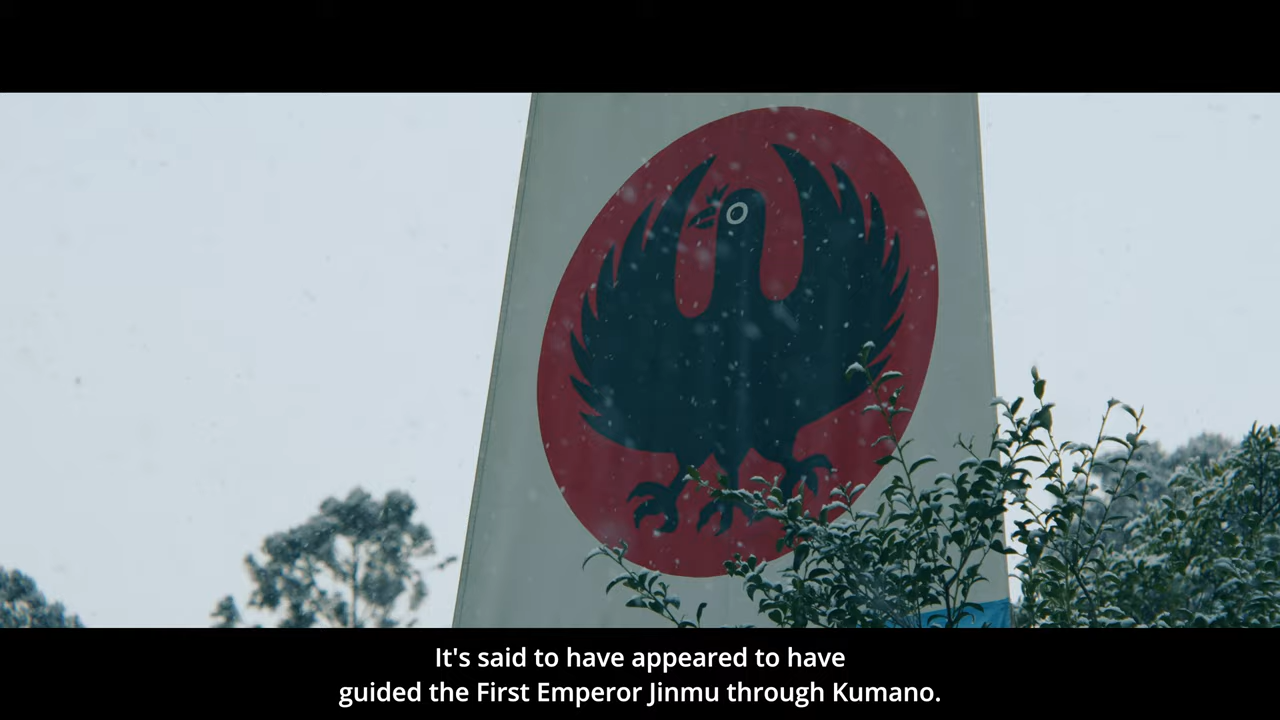 It's said to have appeared to have
guided the First Emperor Jinmu through Kumano.